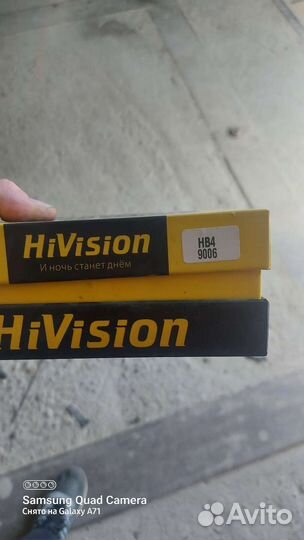 HiVision
И ночь станет днём
HB4
9006
HiVision
Samsung Quad Camera
Снято на Galaxy A71
Avito